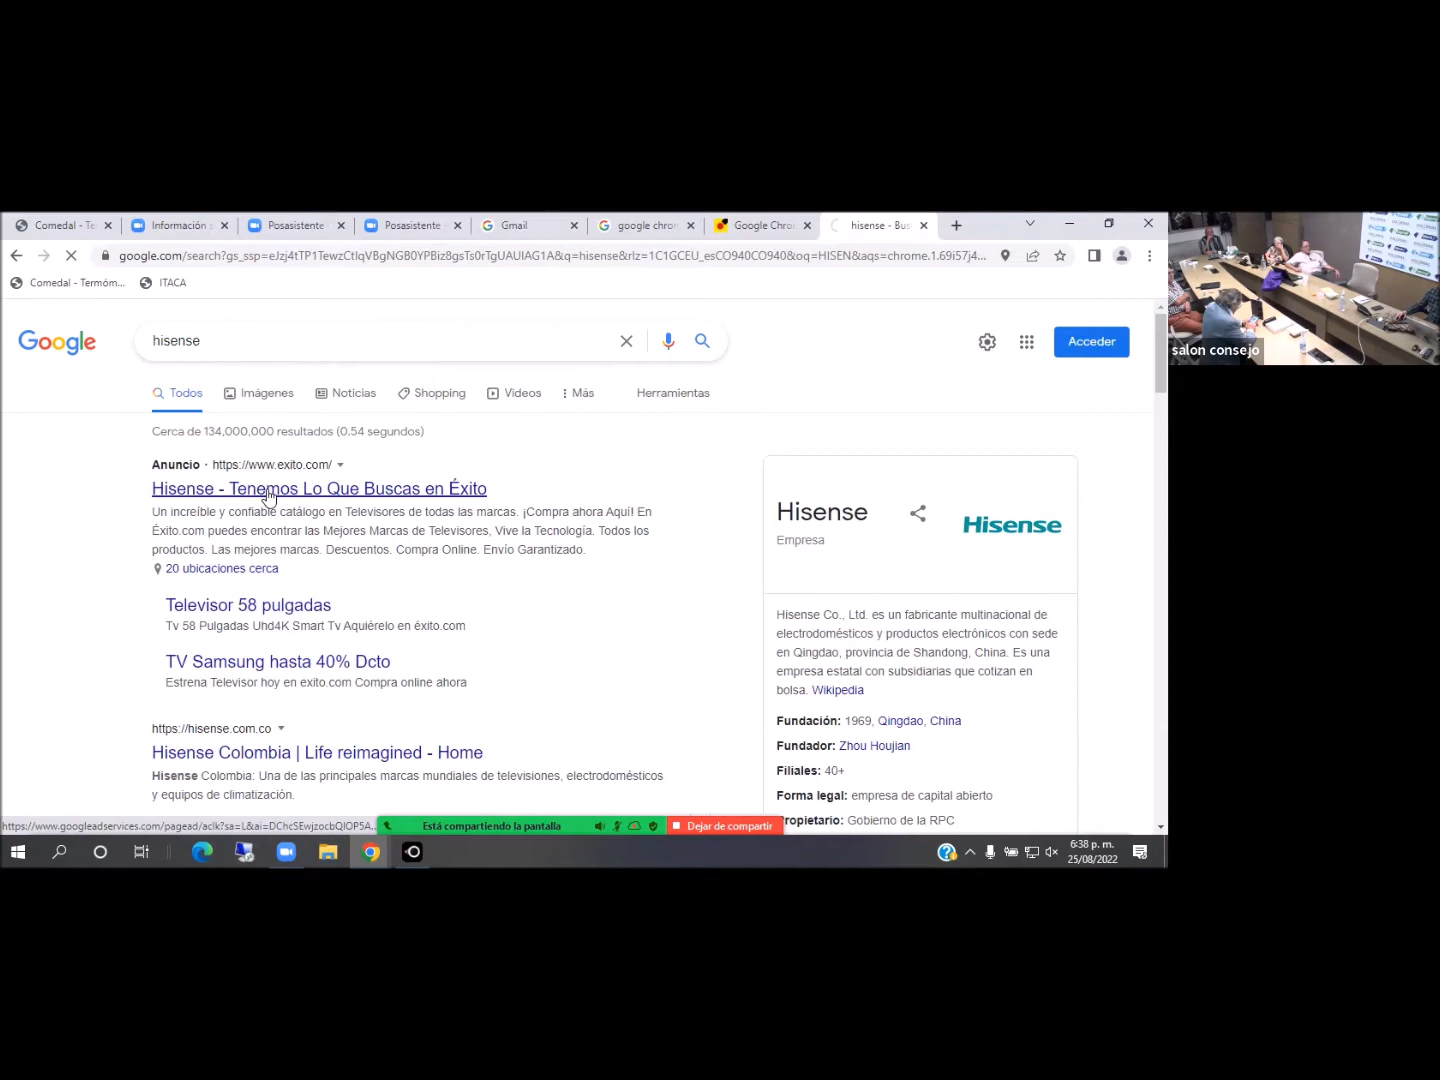 Comedal - Te
Información s
Posasistente
Posasistente
Gmail
google chron
Google Chro
hisense - Bus
google.com/search?gs_ssp=eJzj4tTP1TewzCtIqVBgNGB0YPBiz8gsTs0rTgUAUIAG1A&q=hisense&rlz=1C1GCEU_esCO940CO940&oq=HISEN&aqs=chrome.1.69i57j4...
Comedal - Termóm...
ITACA
Google
hisense
Acceder
Todos
Imágenes
Noticias
Shopping
Videos
Más
Herramientas
Cerca de 134,000,000 resultados (0.54 segundos)
Anuncio · https://www.exito.com/
Hisense - Tenemos Lo Que Buscas en Éxito
Un increíble y confiable catálogo en Televisores de todas las marcas. ¡Compra ahora Aquí! En
Éxito.com puedes encontrar las Mejores Marcas de Televisores, Vive la Tecnología. Todos los
productos. Las mejores marcas. Descuentos. Compra Online. Envío Garantizado.
20 ubicaciones cerca
Televisor 58 pulgadas
Tv 58 Pulgadas Uhd4K Smart Tv Aquiérelo en éxito.com
TV Samsung hasta 40% Dcto
Estrena Televisor hoy en exito.com Compra online ahora
https://hisense.com.co
Hisense Colombia | Life reimagined - Home
Hisense Colombia: Una de las principales marcas mundiales de televisiones, electrodomésticos
y equipos de climatización.
Hisense
Empresa
Hisense
Hisense Co., Ltd. es un fabricante multinacional de
electrodomésticos y productos electrónicos con sede
en Qingdao, provincia de Shandong, China. Es una
empresa estatal con subsidiarias que cotizan en
bolsa. Wikipedia
Fundación: 1969, Qingdao, China
Fundador: Zhou Houjian
Filiales: 40+
Forma legal: empresa de capital abierto
ropietario: Gobierno de la RPC
https://www.googleadservices.com/pagead/aclk?sa=L&ai=DChcSEwjzocbQIOP5A...
Está compartiendo la pantalla
Dejar de compartir
6:38 p. m.
25/08/2022
salon consejo